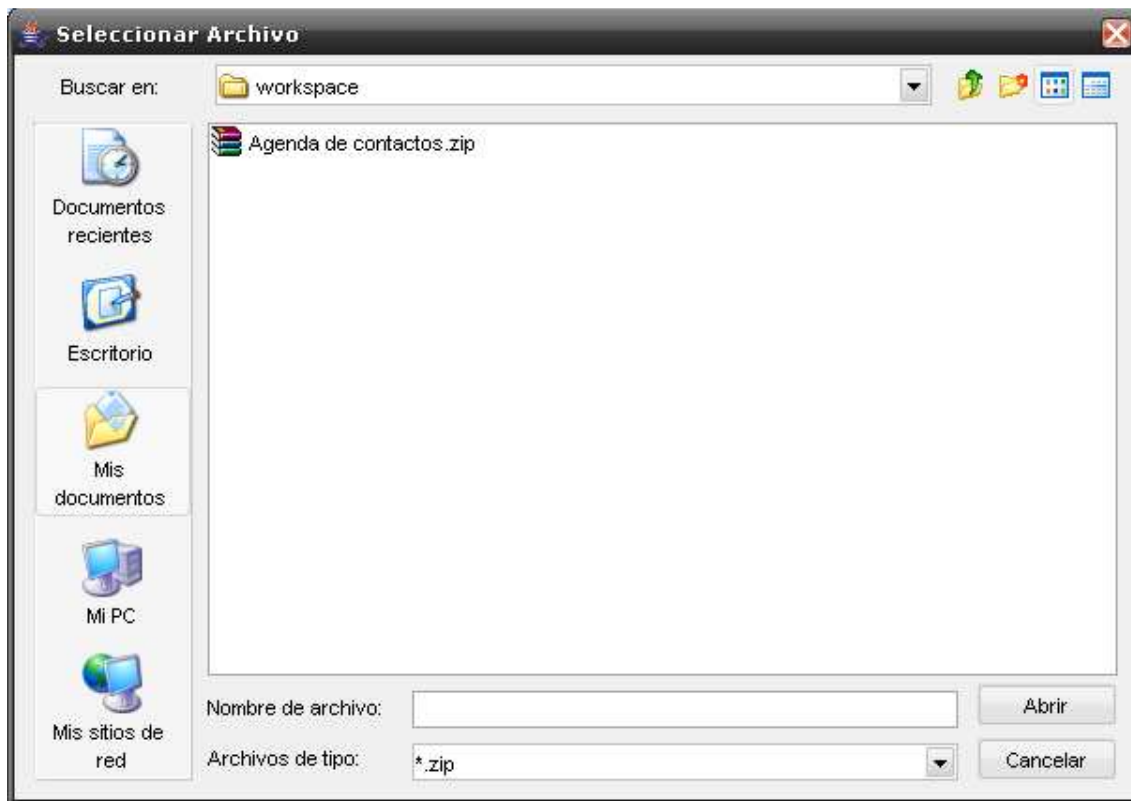 Seleccionar Archivo
Buscar en:
workspace
Agenda de contactos.zip
Documentos
recientes
Escritorio
Mis
documentos
Mi PC
Mis sitios de
red
Nombre de archivo:
Abrir
Archivos de tipo:
*.zip
Cancelar